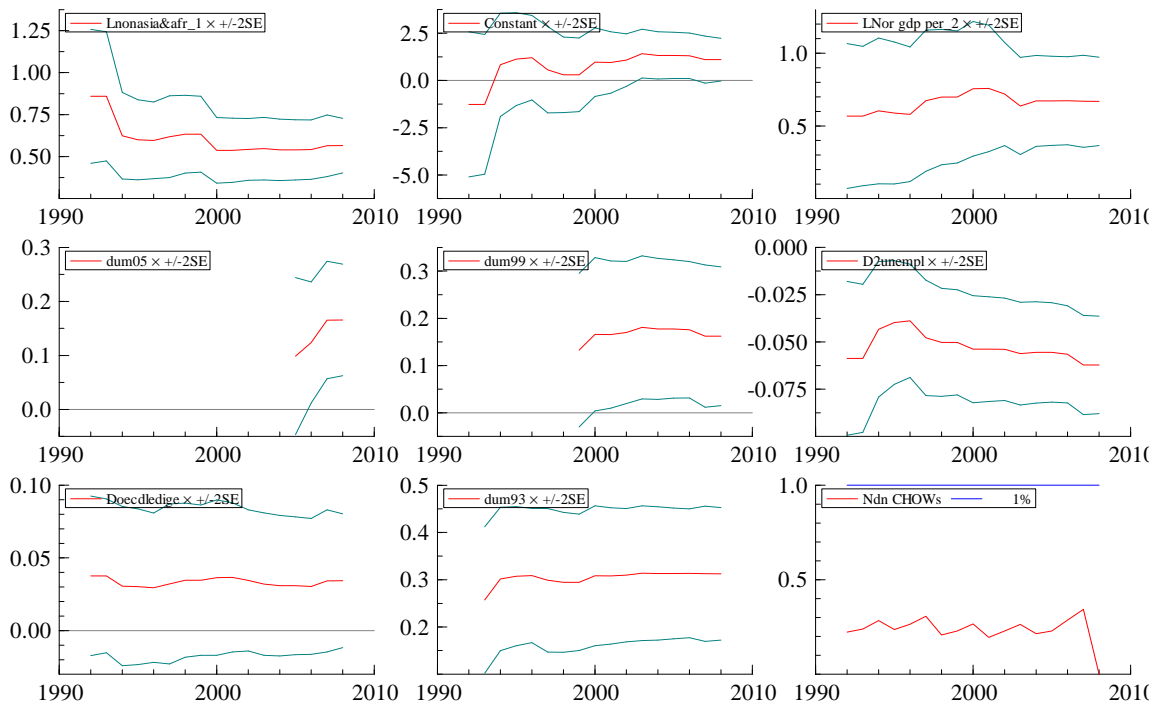 Lnonasia&afr_1 × +/-2SE
1.25
1.00
0.75
0.50
1990 2000 2010
Constant × +/-2SE
2.5
0.0
-2.5
-5.0
1990 2000 2010
LNor gdp per_2 × +/-2SE
1.0
0.5
1990 2000 2010
dum05 × +/-2SE
0.3
0.2
0.1
0.0
1990 2000 2010
dum99 × +/-2SE
0.3
0.2
0.1
0.0
1990 2000 2010
D2unempl × +/-2SE
0.000
-0.025
-0.050
-0.075
1990 2000 2010
Doecdledige × +/-2SE
0.10
0.05
0.00
1990 2000 2010
dum93 × +/-2SE
0.5
0.4
0.3
0.2
1990 2000 2010
Ndn CHOWs 1%
1.0
0.5
1990 2000 2010